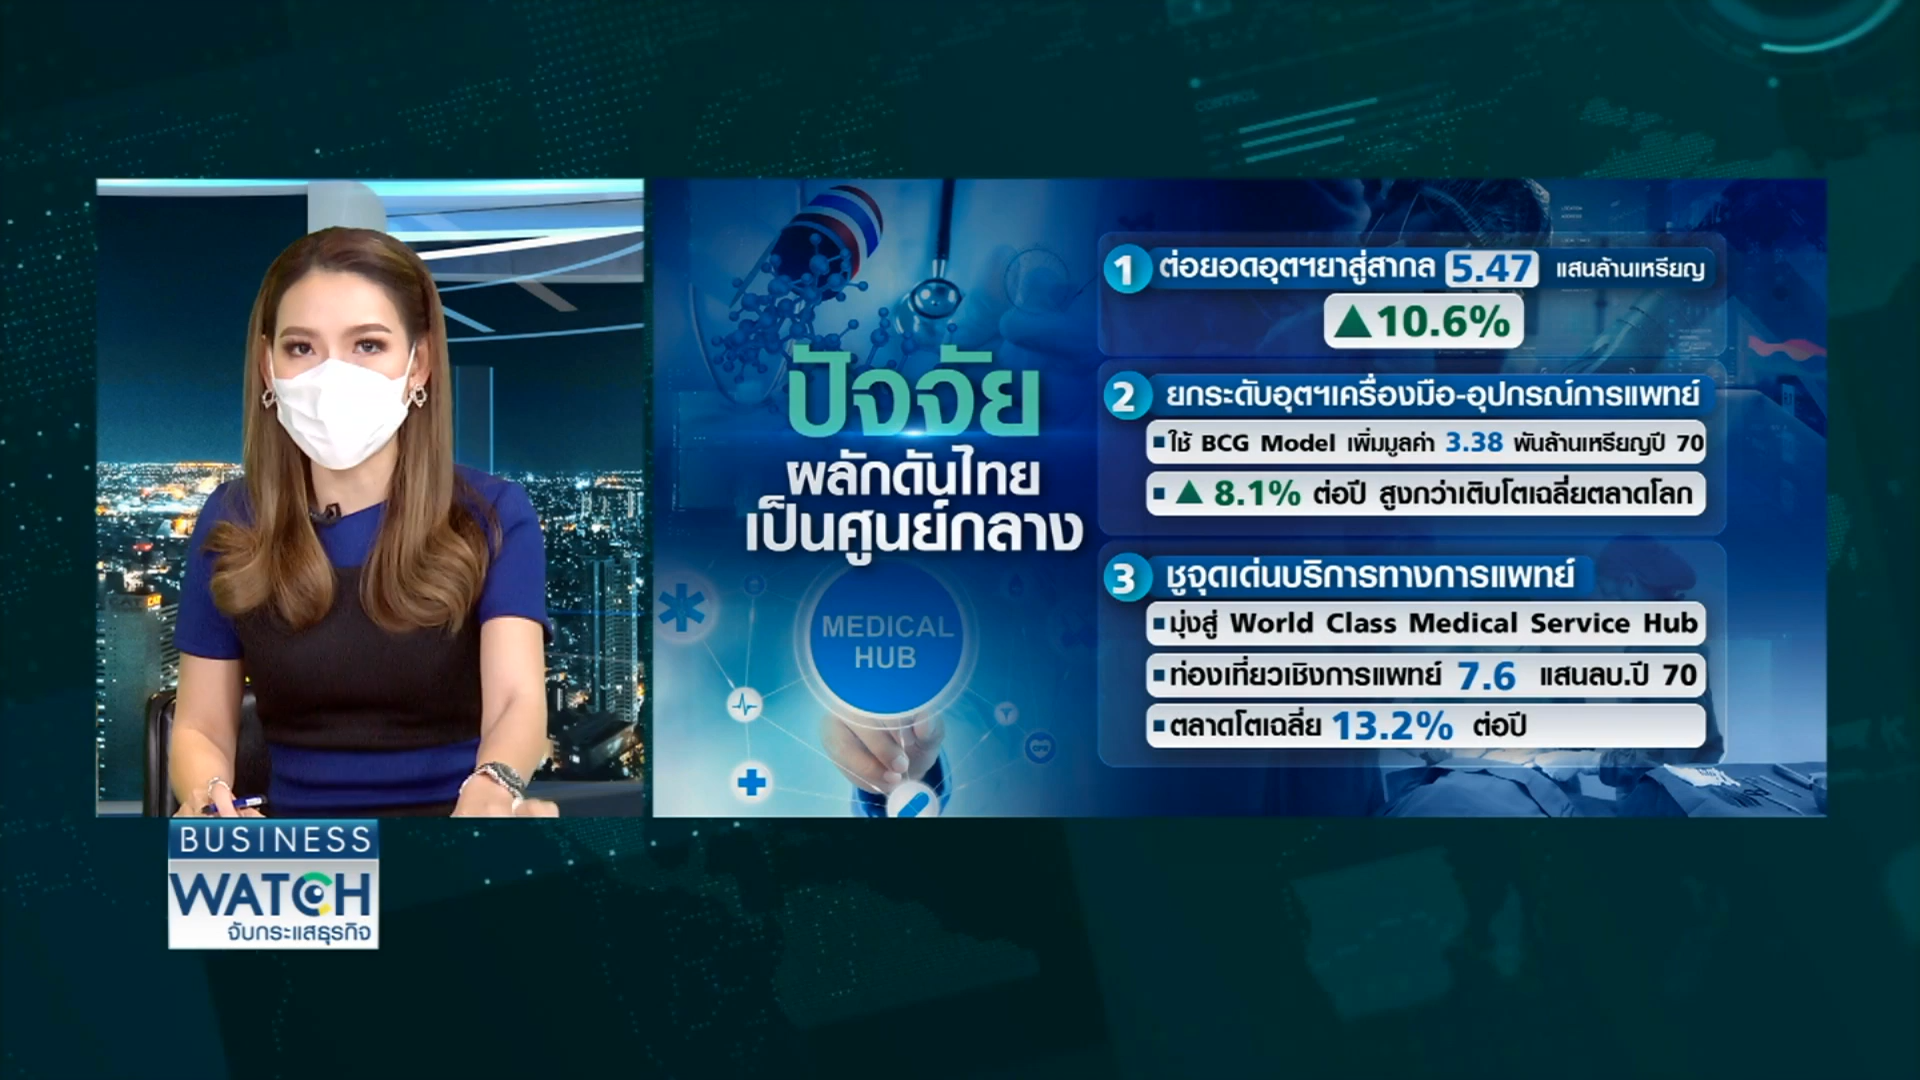 ปัจจัย
ผลักดันไทย
เป็นศูนย์กลาง
MEDICAL
HUB
1 ต่อยอดอุตฯยาสู่สากล 5.47 แสนล้านเหรียญ
▲10.6%
2 ยกระดับอุตฯเครื่องมือ-อุปกรณ์การแพทย์
▪ใช้ BCG Model เพิ่มมูลค่า 3.38 พันล้านเหรียญปี 70
▪▲ 8.1% ต่อปี สูงกว่าเติบโตเฉลี่ยตลาดโลก
3 ชูจุดเด่นบริการทางการแพทย์
▪มุ่งสู่ World Class Medical Service Hub
▪ท่องเที่ยวเชิงการแพทย์ 7.6 แสนลบ.ปี 70
▪ตลาดโตเฉลี่ย 13.2% ต่อปี
BUSINESS
WATCH
จับกระแสธุรกิจ